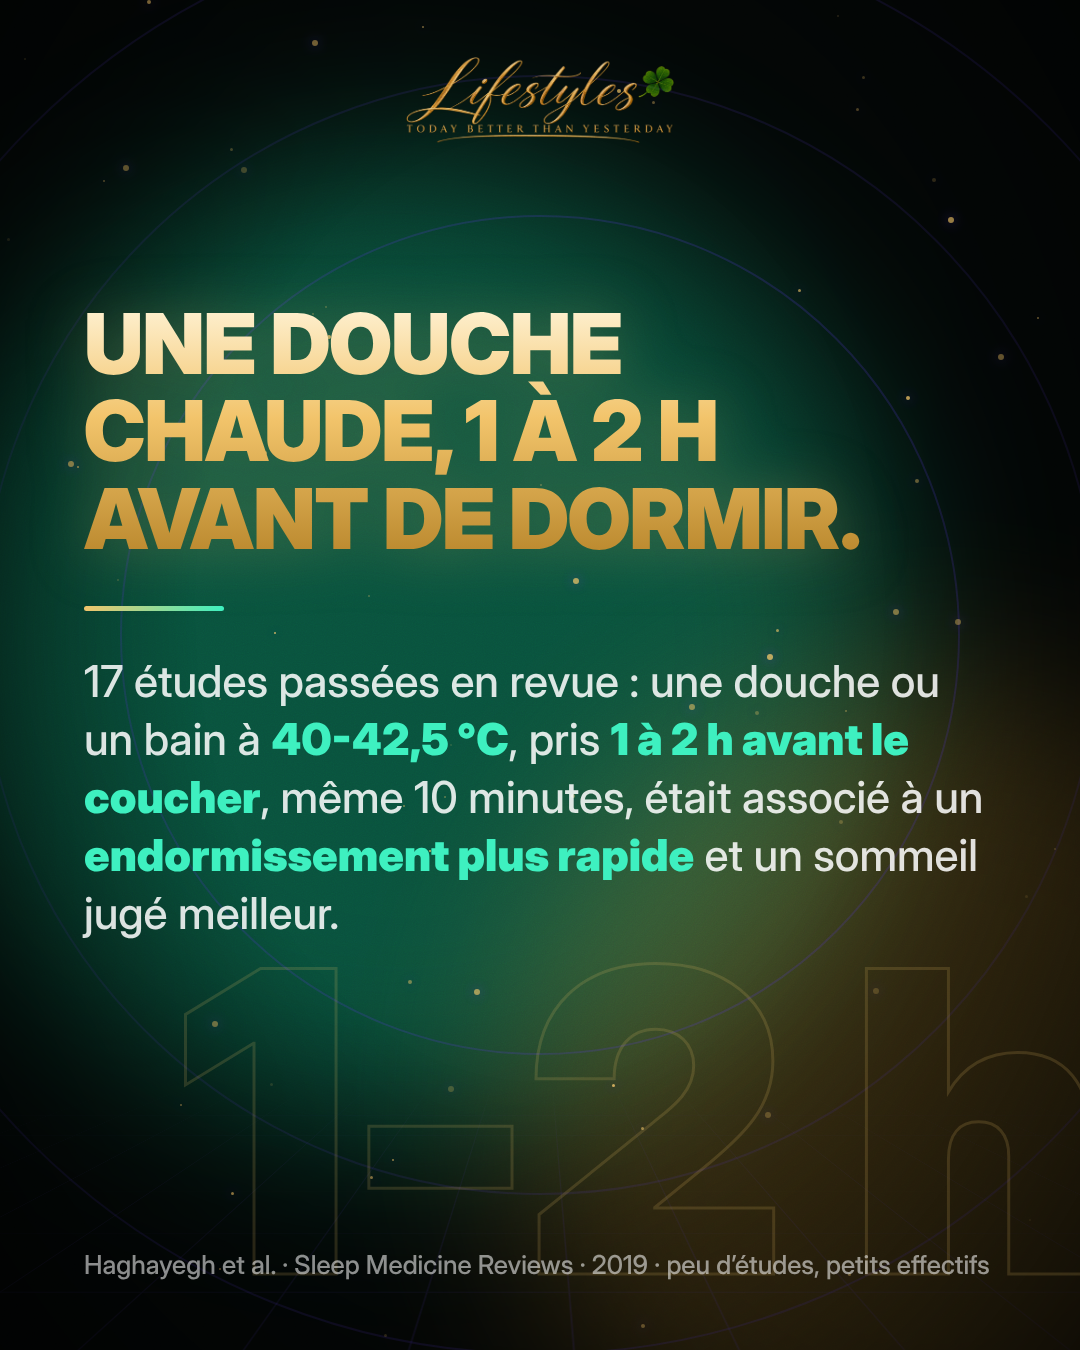 Lifestyles
TODAY BETTER THAN YESTERDAY
UNE DOUCHE
CHAUDE, 1 À 2 H
AVANT DE DORMIR.
17 études passées en revue : une douche ou
un bain à 40-42,5 °C, pris 1 à 2 h avant le
coucher, même 10 minutes, était associé à un
endormissement plus rapide et un sommeil
jugé meilleur.
1-2h
Haghayegh et al. · Sleep Medicine Reviews · 2019 · peu d’études, petits effectifs